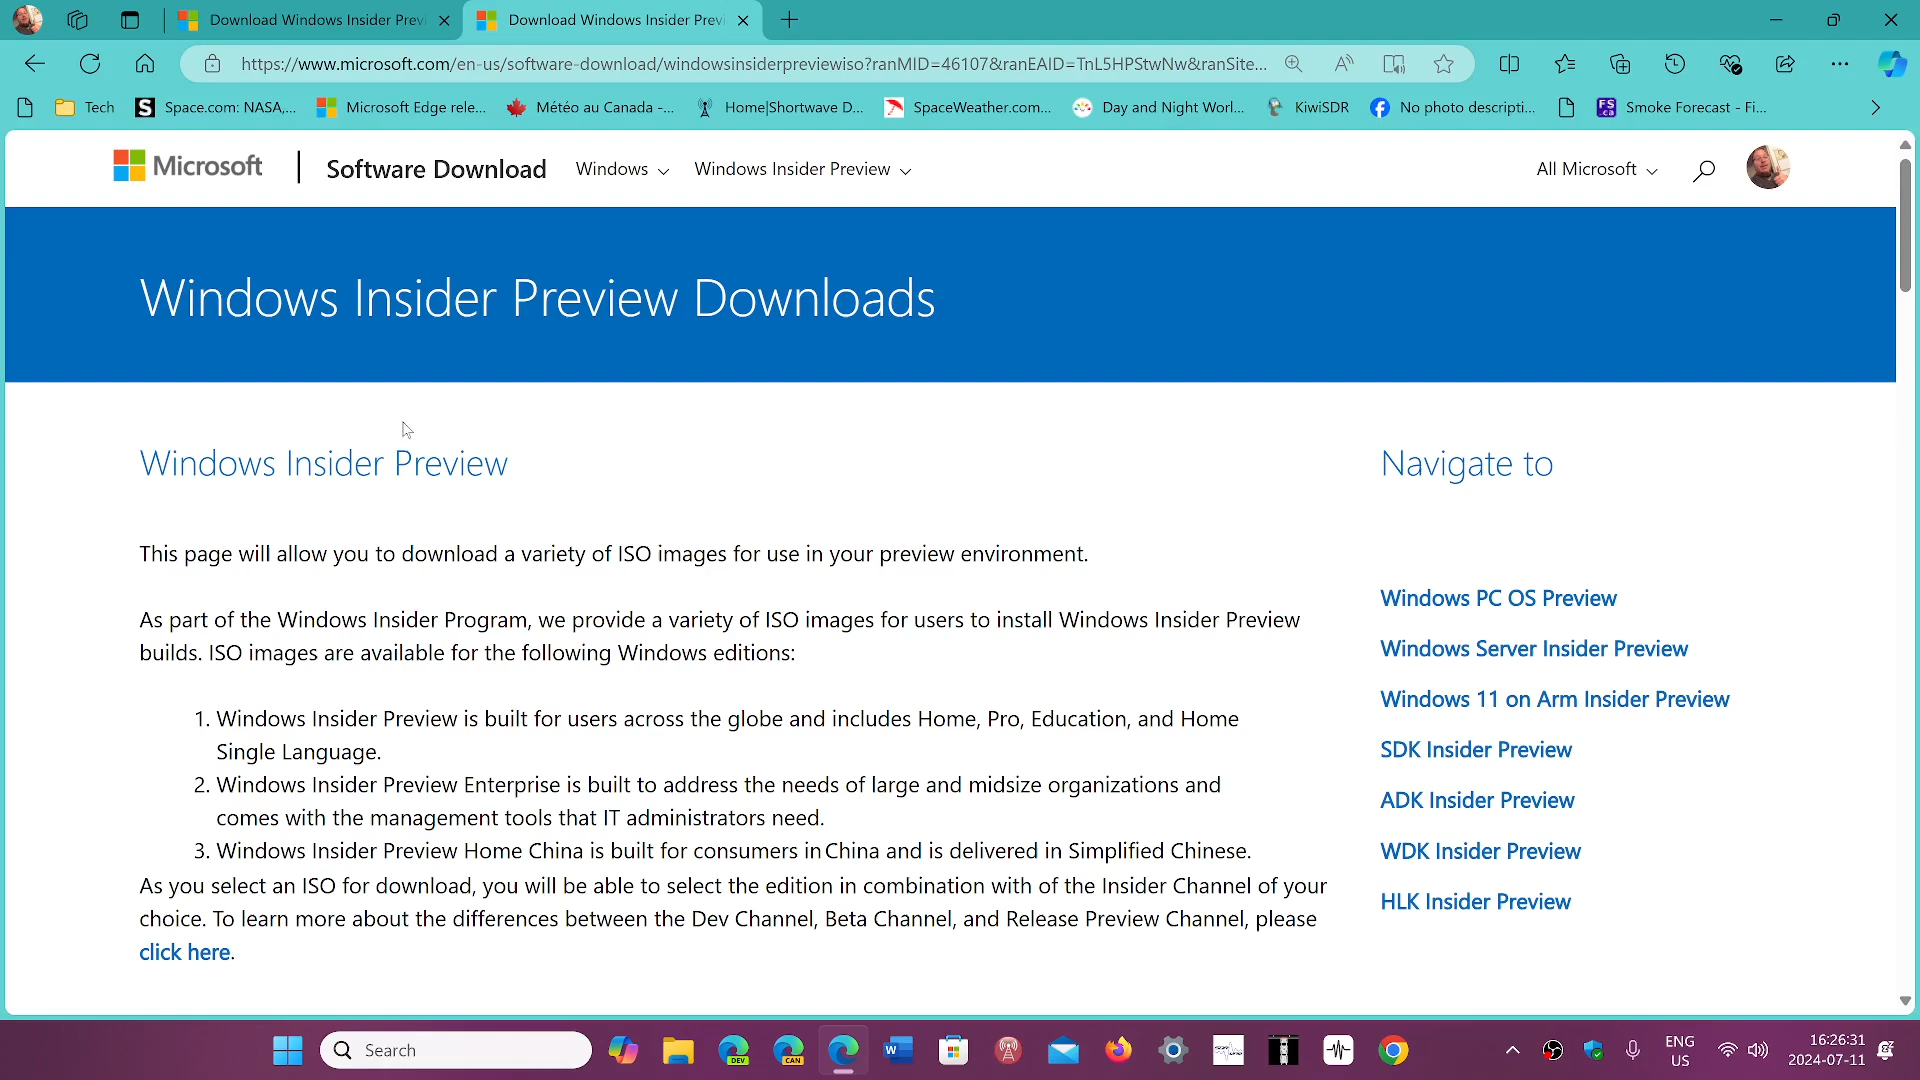 Download Windows Insider Previ
Download Windows Insider Previ
https://www.microsoft.com/en-us/software-download/windowsinsiderpreviewiso?ranMID=46107&ranEAID=TnL5HPStwNw&ranSite...
Tech
Space.com: NASA,...
Microsoft Edge rele...
Météo au Canada -...
Home|Shortwave D...
SpaceWeather.com...
Day and Night Worl...
KiwiSDR
No photo descripti...
FS.ca
Smoke Forecast - Fi...
Microsoft
Software Download
Windows
Windows Insider Preview
All Microsoft
Windows Insider Preview Downloads
Windows Insider Preview
This page will allow you to download a variety of ISO images for use in your preview environment.
As part of the Windows Insider Program, we provide a variety of ISO images for users to install Windows Insider Preview
builds. ISO images are available for the following Windows editions:
1. Windows Insider Preview is built for users across the globe and includes Home, Pro, Education, and Home
Single Language.
2. Windows Insider Preview Enterprise is built to address the needs of large and midsize organizations and
comes with the management tools that IT administrators need.
3. Windows Insider Preview Home China is built for consumers in China and is delivered in Simplified Chinese.
As you select an ISO for download, you will be able to select the edition in combination with of the Insider Channel of your
choice. To learn more about the differences between the Dev Channel, Beta Channel, and Release Preview Channel, please
click here.
Navigate to
Windows PC OS Preview
Windows Server Insider Preview
Windows 11 on Arm Insider Preview
SDK Insider Preview
ADK Insider Preview
WDK Insider Preview
HLK Insider Preview
Search
DEV
CAN
ENG
US
16:26:31
2024-07-11